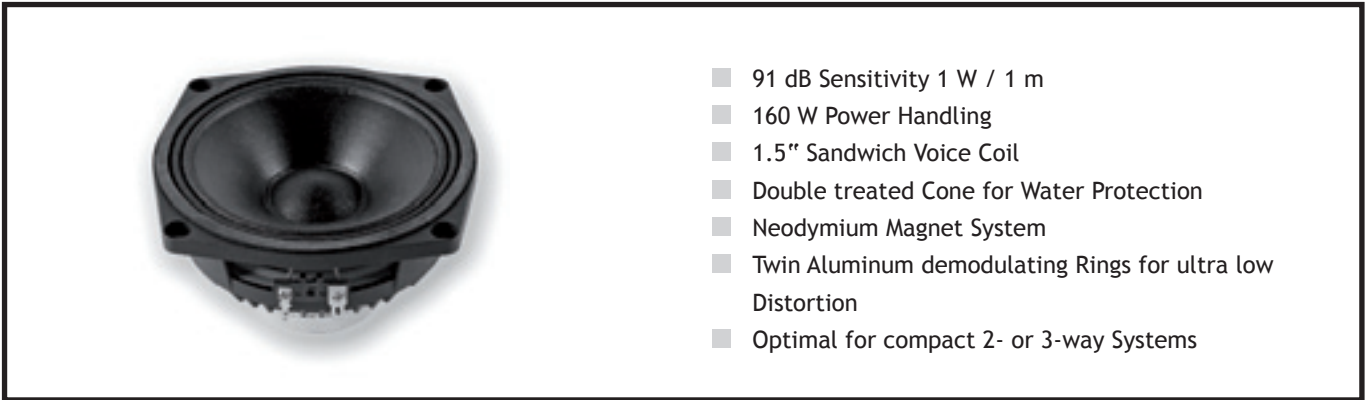 91 dB Sensitivity 1 W / 1 m
160 W Power Handling
1.5‟ Sandwich Voice Coil
Double treated Cone for Water Protection
Neodymium Magnet System
Twin Aluminum demodulating Rings for ultra low
Distortion
Optimal for compact 2- or 3-way Systems